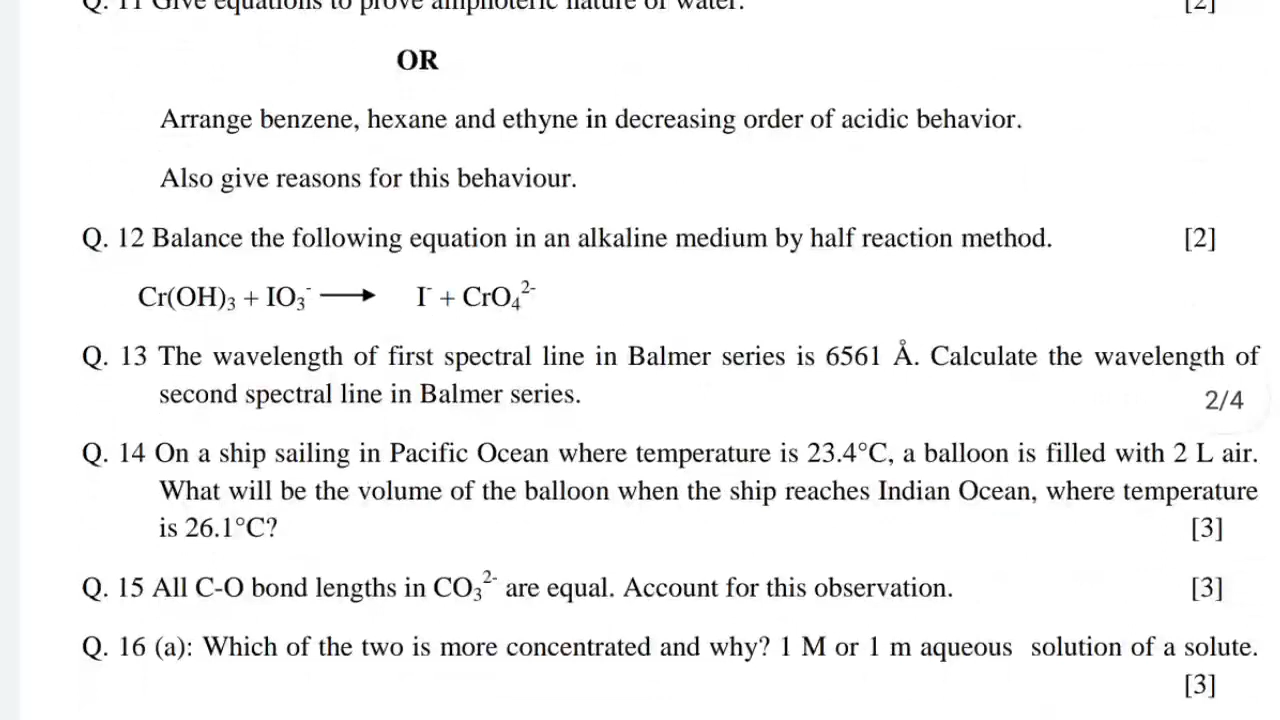 Q. 11 Give equations to prove amphoteric nature of water. [2]
OR
Arrange benzene, hexane and ethyne in decreasing order of acidic behavior.
Also give reasons for this behaviour.
Q. 12 Balance the following equation in an alkaline medium by half reaction method. [2]
Cr(OH)₃ + IO₃⁻ ⟶ I⁻ + CrO₄²⁻
Q. 13 The wavelength of first spectral line in Balmer series is 6561 Å. Calculate the wavelength of
second spectral line in Balmer series.
2/4
Q. 14 On a ship sailing in Pacific Ocean where temperature is 23.4°C, a balloon is filled with 2 L air.
What will be the volume of the balloon when the ship reaches Indian Ocean, where temperature
is 26.1°C? [3]
Q. 15 All C-O bond lengths in CO₃²⁻ are equal. Account for this observation. [3]
Q. 16 (a): Which of the two is more concentrated and why? 1 M or 1 m aqueous solution of a solute.
[3]